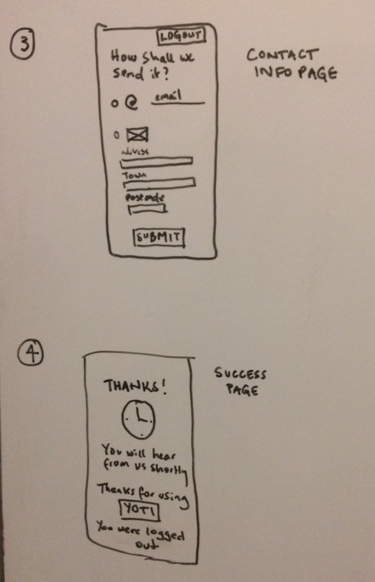 3
LOGOUT
How shall we
send it?
@ email
Address
Town
Postcode
SUBMIT
CONTACT
INFO PAGE
4
THANKS!
You will hear
from us shortly
Thanks for using
YOTI
You were logged
out
SUCCESS
PAGE